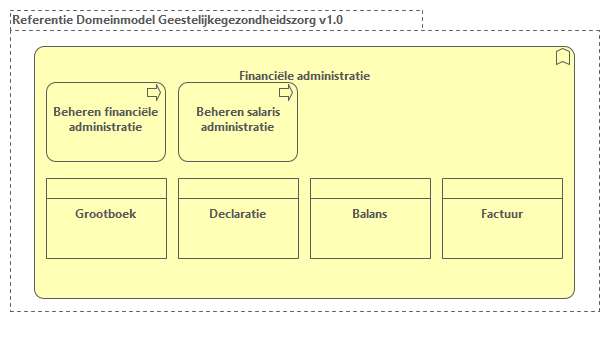 Referentie Domeinmodel Geestelijkegezondheidszorg v1.0
Financiële administratie
Beheren financiële
administratie
Beheren salaris
administratie
Grootboek
Declaratie
Balans
Factuur